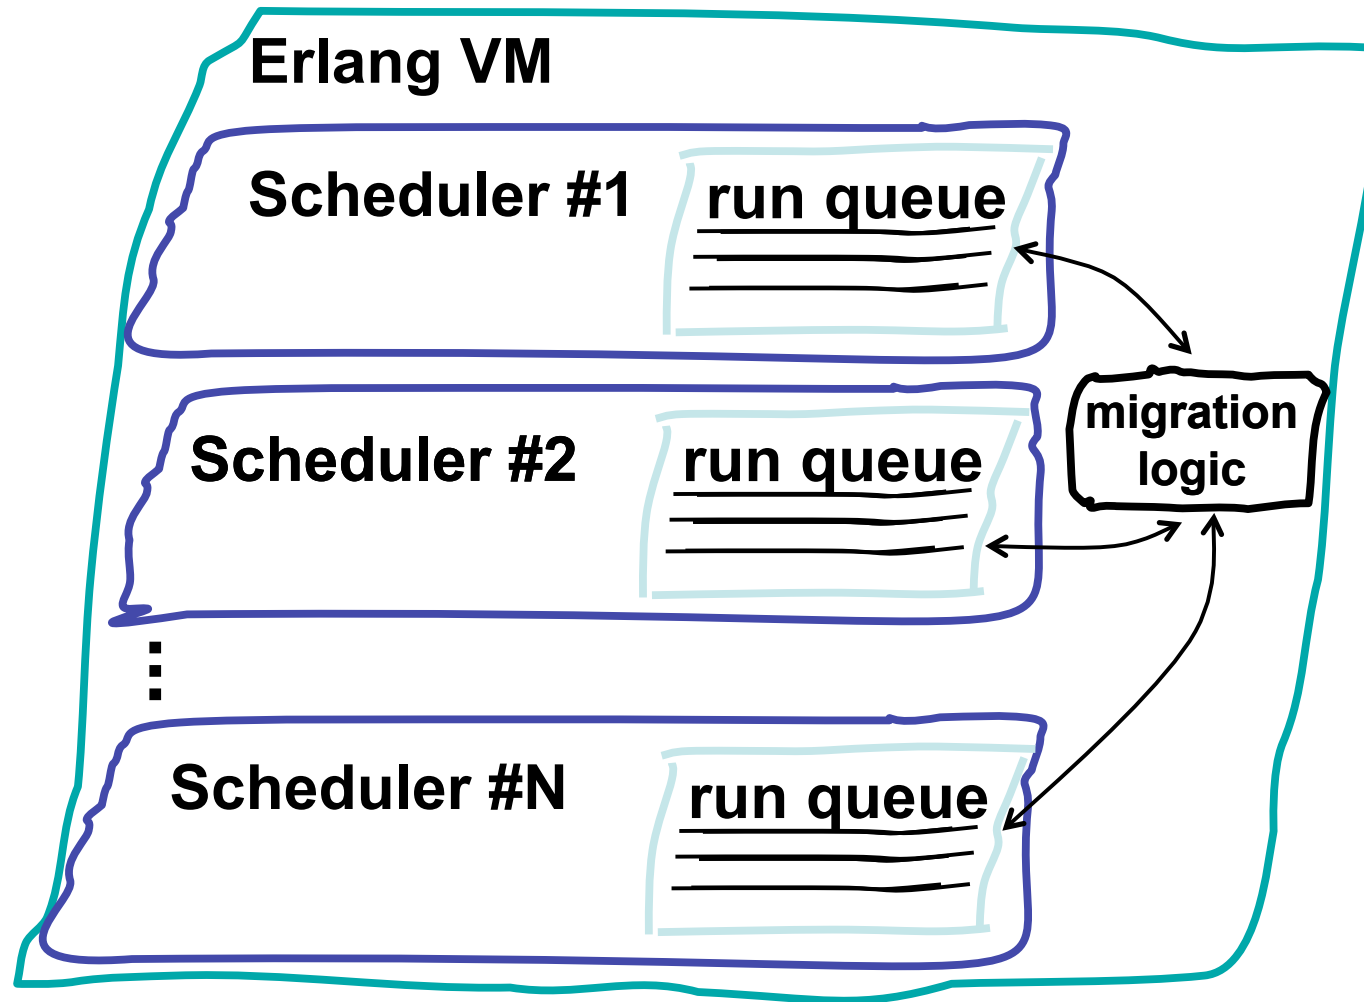 Erlang VM
Scheduler #1
run queue
migration
logic
Scheduler #2
run queue
⋮
Scheduler #N
run queue